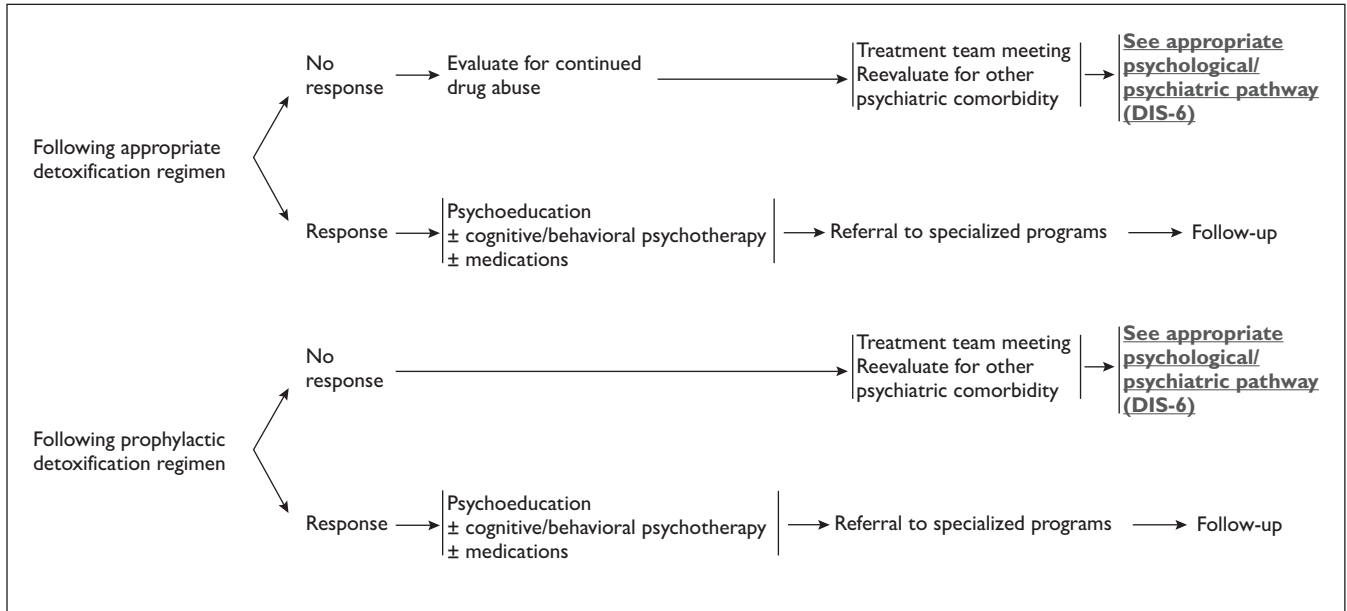 No
response
Evaluate for continued
drug abuse
Treatment team meeting
Reevaluate for other
psychiatric comorbidity
See appropriate
psychological/
psychiatric pathway
(DIS-6)
Following appropriate
detoxification regimen
Response
Psychoeducation
± cognitive/behavioral psychotherapy
± medications
Referral to specialized programs
Follow-up
No
response
Treatment team meeting
Reevaluate for other
psychiatric comorbidity
See appropriate
psychological/
psychiatric pathway
(DIS-6)
Following prophylactic
detoxification regimen
Response
Psychoeducation
± cognitive/behavioral psychotherapy
± medications
Referral to specialized programs
Follow-up